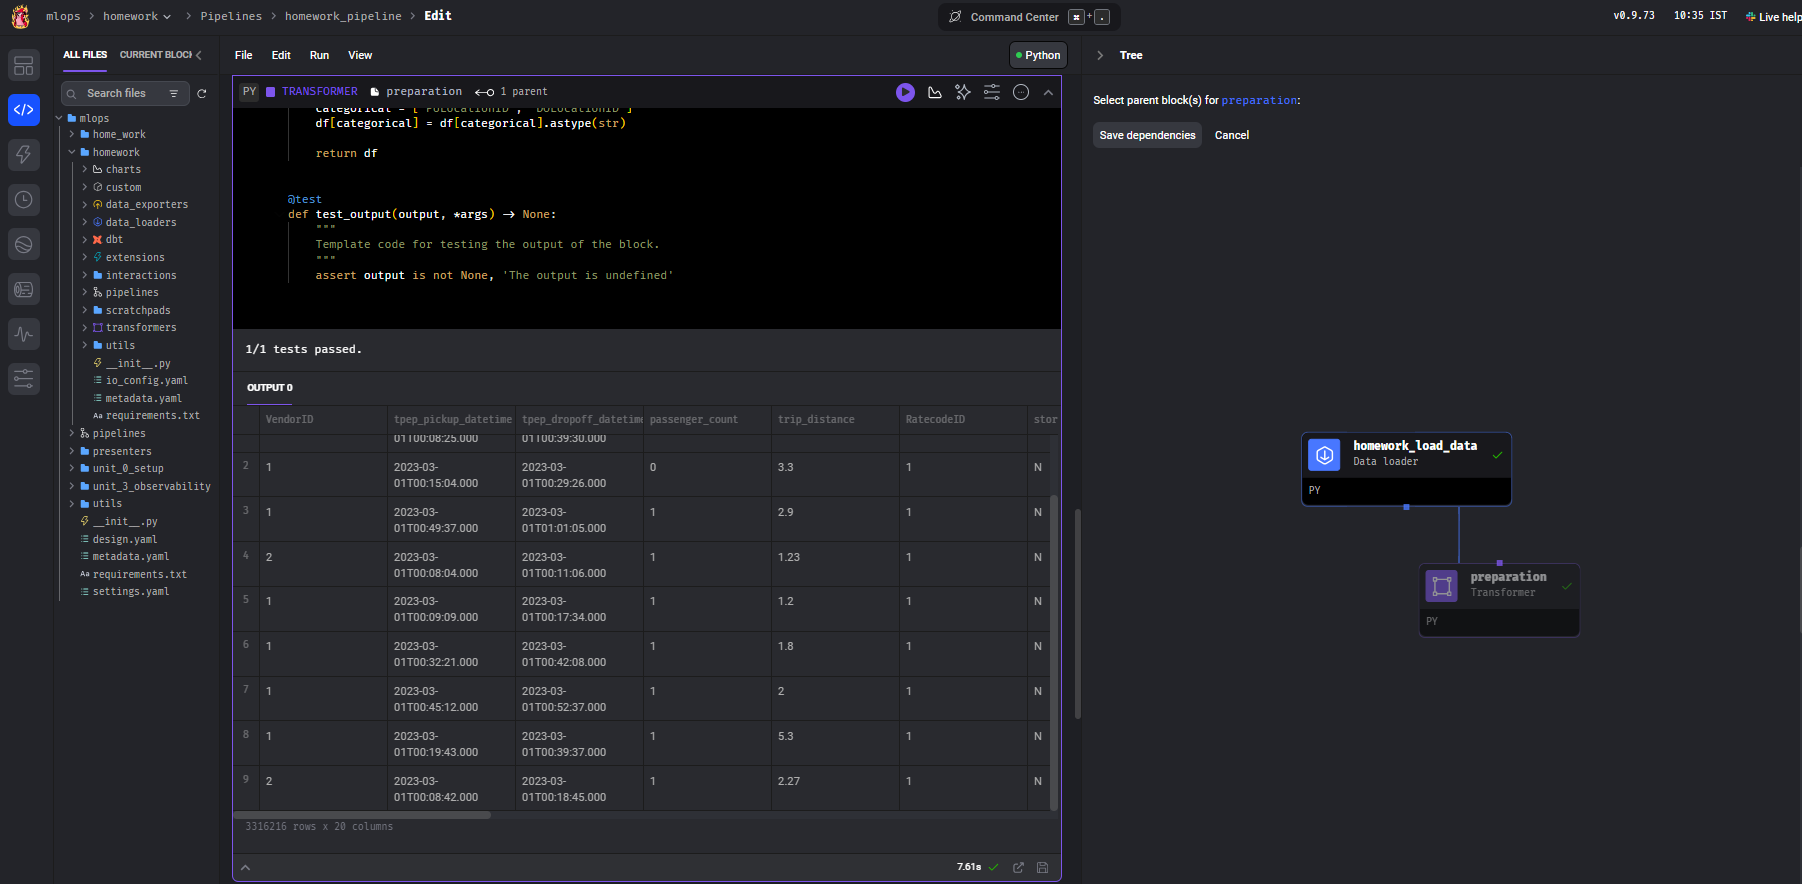 mlops > homework > Pipelines > homework_pipeline > Edit
Command Center ⌘ + .
v0.9.73 10:35 IST Live help
ALL FILES CURRENT BLOCK
File Edit Run View
Python
Tree
Search files
mlops
home_work
homework
charts
custom
data_exporters
data_loaders
dbt
extensions
interactions
pipelines
scratchpads
transformers
utils
__init__.py
io_config.yaml
metadata.yaml
Aa requirements.txt
pipelines
presenters
unit_0_setup
unit_3_observability
utils
__init__.py
design.yaml
metadata.yaml
Aa requirements.txt
settings.yaml
PY TRANSFORMER preparation 1 parent
categorical = ['PULocationID', 'DOLocationID']
df[categorical] = df[categorical].astype(str)
return df
@test
def test_output(output, *args) -> None:
"""
Template code for testing the output of the block.
"""
assert output is not None, 'The output is undefined'
1/1 tests passed.
OUTPUT 0
VendorID tpep_pickup_datetime tpep_dropoff_datetime passenger_count trip_distance RatecodeID stor
01T00:08:25.000 01T00:39:30.000
2 1 2023-03- 2023-03- 0 3.3 1 N
01T00:15:04.000 01T00:29:26.000
3 1 2023-03- 2023-03- 1 2.9 1 N
01T00:49:37.000 01T01:01:05.000
4 2 2023-03- 2023-03- 1 1.23 1 N
01T00:08:04.000 01T00:11:06.000
5 1 2023-03- 2023-03- 1 1.2 1 N
01T00:09:09.000 01T00:17:34.000
6 1 2023-03- 2023-03- 1 1.8 1 N
01T00:32:21.000 01T00:42:08.000
7 1 2023-03- 2023-03- 1 2 1 N
01T00:45:12.000 01T00:52:37.000
8 1 2023-03- 2023-03- 1 5.3 1 N
01T00:19:43.000 01T00:39:37.000
9 2 2023-03- 2023-03- 1 2.27 1 N
01T00:08:42.000 01T00:18:45.000
3316216 rows x 20 columns
7.61s
Select parent block(s) for preparation:
Save dependencies Cancel
homework_load_data
Data loader
PY
preparation
Transformer
PY